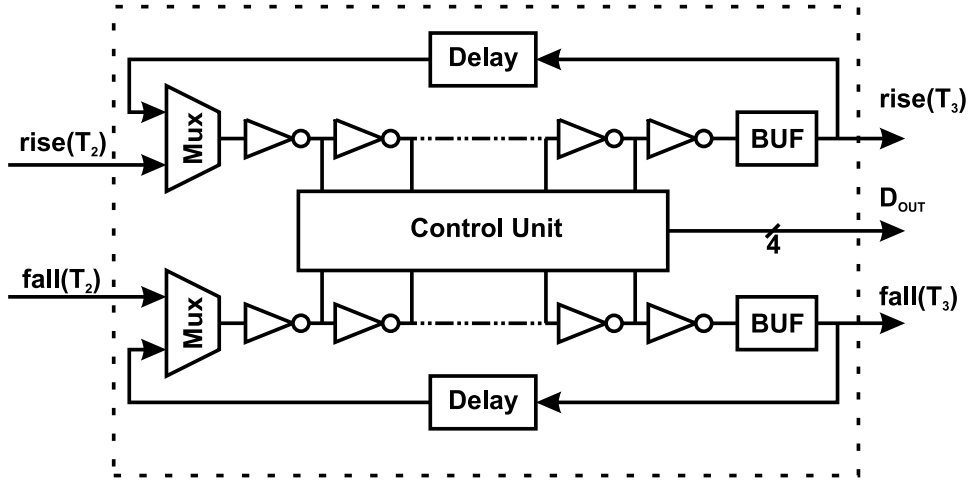 Delay
rise(T3)
Mux
BUF
rise(T2)
DOUT
Control Unit
4
fall(T2)
fall(T3)
Mux
BUF
Delay